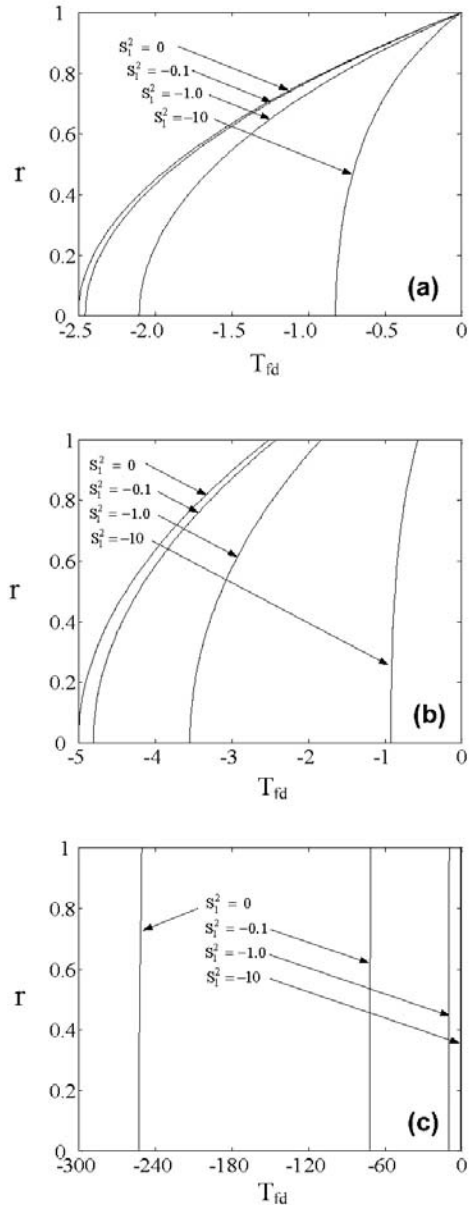 1
S₁² = 0
S₁² = −0.1
0.8
S₁² = −1.0
S₁² = −10
0.6
r
0.4
0.2
(a)
0
-2.5 -2.0 -1.5 -1.0 -0.5 0
T_fd
1
S₁² = 0
S₁² = −0.1
0.8
S₁² = −1.0
S₁² = −10
0.6
r
0.4
0.2
(b)
0
-5 -4 -3 -2 -1 0
T_fd
1
S₁² = 0
0.8
S₁² = −0.1
S₁² = −1.0
S₁² = −10
0.6
r
0.4
0.2
(c)
0
-300 -240 -180 -120 -60 0
T_fd